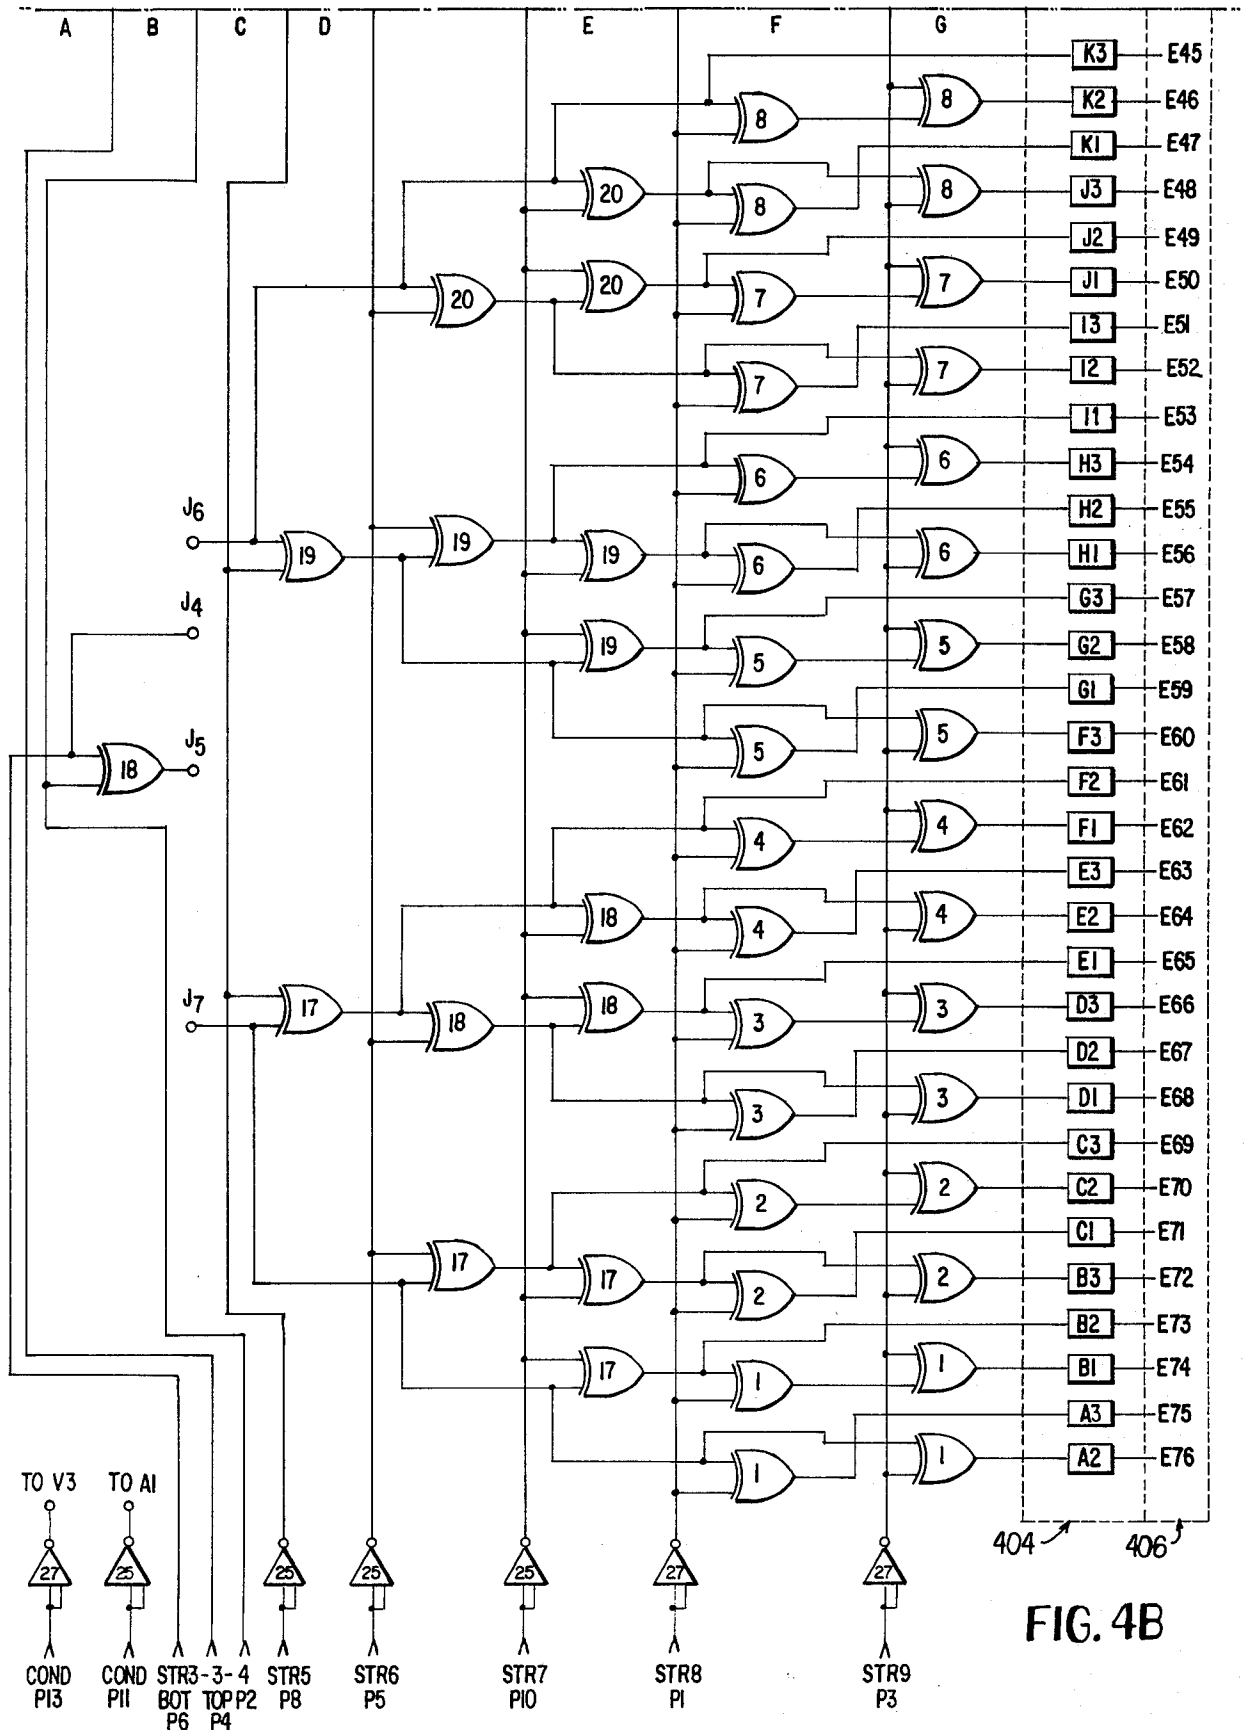 A B C D E F G
K3 E45
8 K2 E46
8
K1 E47
20 8 J3 E48
8
J2 E49
20 7 J1 E50
20 7
I3 E51
7 I2 E52
7
I1 E53
6 H3 E54
6
J6 H2 E55
19 19 19 6 H1 E56
6
G3 E57
J4 19 5 G2 E58
5
G1 E59
J5 5 F3 E60
18 5
F2 E61
4 F1 E62
4
E3 E63
18 4 E2 E64
4
E1 E65
J7 17 18 18 3 D3 E66
3
D2 E67
3 D1 E68
3
C3 E69
2 C2 E70
2
C1 E71
17 17 2 B3 E72
2
B2 E73
17 1 B1 E74
1
A3 E75
1 A2 E76
1
TO V3 TO A1
404 406
27 25 25 25 25 27 27
FIG. 4B
COND COND STR3-3-4 STR5 STR6 STR7 STR8 STR9
P13 P11 BOT TOP P2 P8 P5 P10 P1 P3
P6 P4